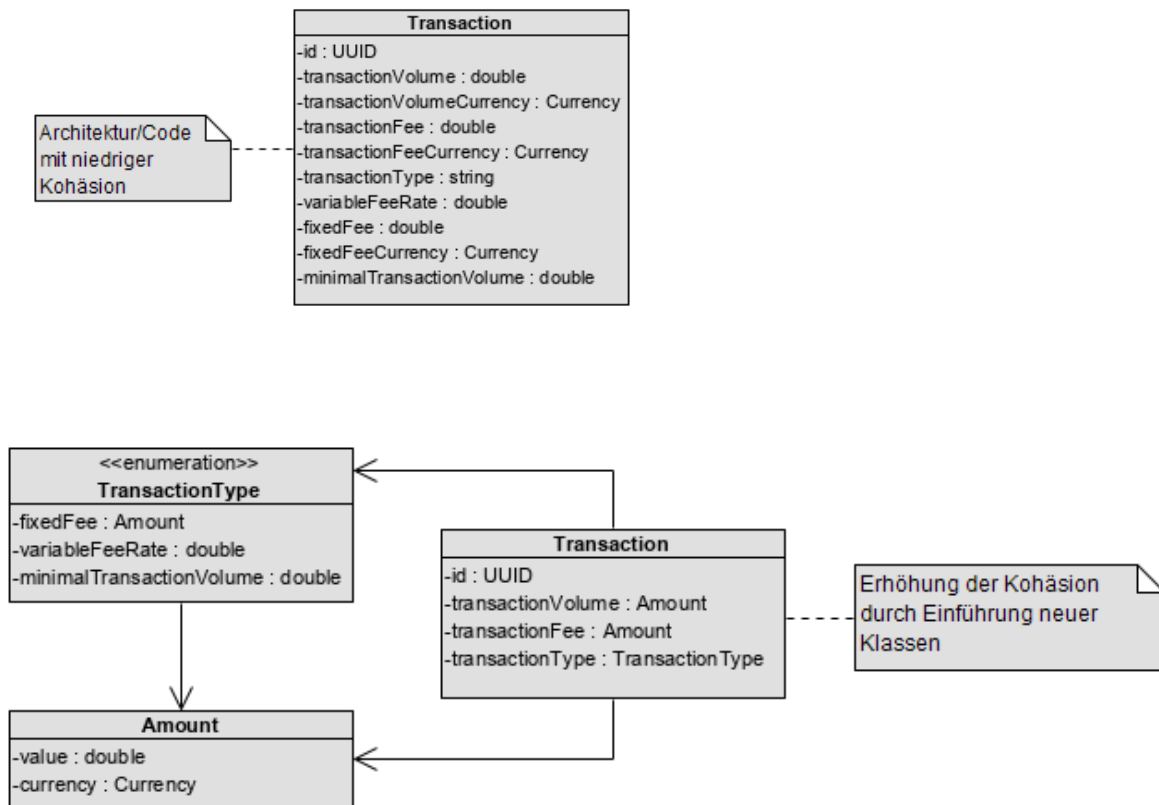 Transaction
-id : UUID
-transactionVolume : double
-transactionVolumeCurrency : Currency
-transactionFee : double
-transactionFeeCurrency : Currency
-transactionType : string
-variableFeeRate : double
-fixedFee : double
-fixedFeeCurrency : Currency
-minimalTransactionVolume : double
Architektur/Code
mit niedriger
Kohäsion
<<enumeration>>
TransactionType
-fixedFee : Amount
-variableFeeRate : double
-minimalTransactionVolume : double
Transaction
-id : UUID
-transactionVolume : Amount
-transactionFee : Amount
-transactionType : TransactionType
Erhöhung der Kohäsion
durch Einführung neuer
Klassen
Amount
-value : double
-currency : Currency